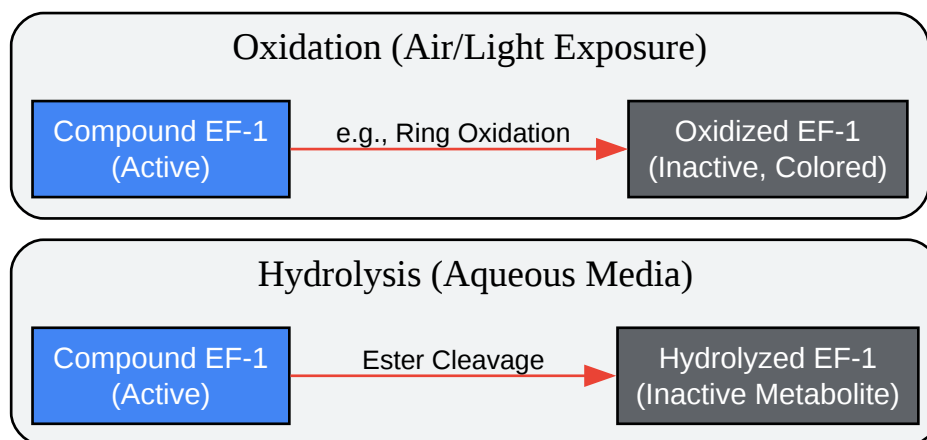 Oxidation (Air/Light Exposure)
Compound EF-1
(Active)
e.g., Ring Oxidation
Oxidized EF-1
(Inactive, Colored)
Hydrolysis (Aqueous Media)
Compound EF-1
(Active)
Ester Cleavage
Hydrolyzed EF-1
(Inactive Metabolite)